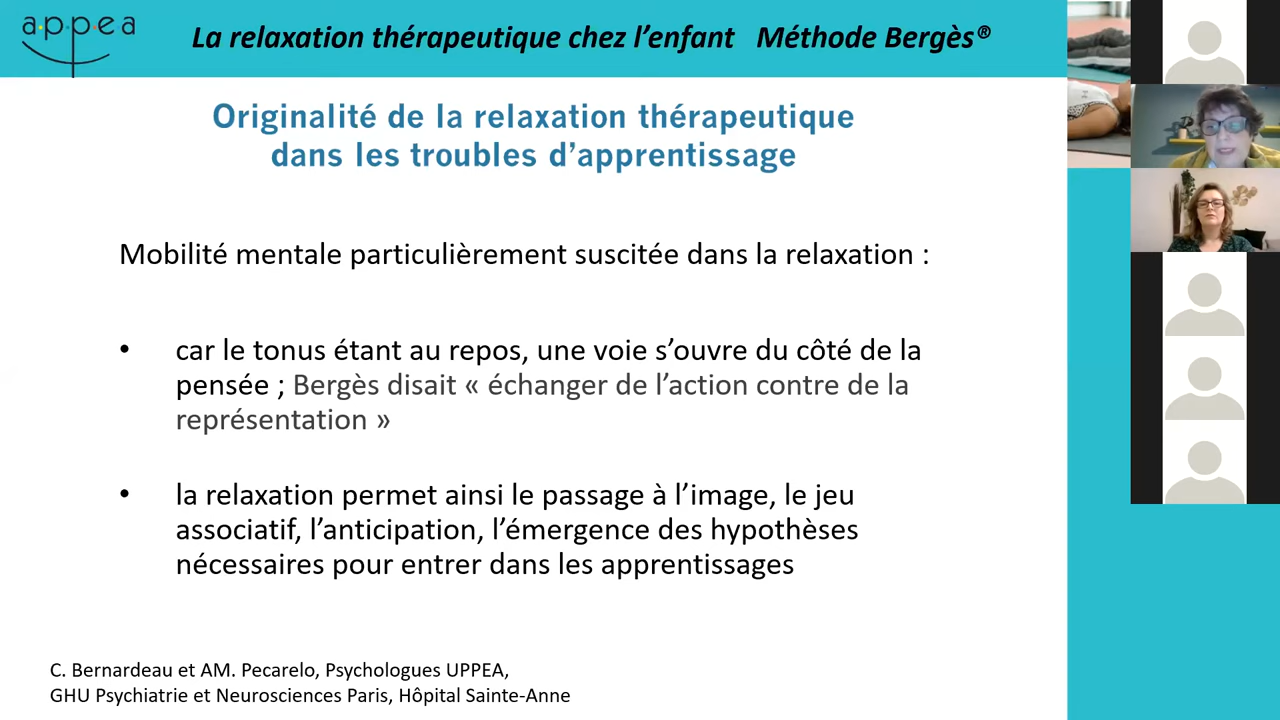 appea
La relaxation thérapeutique chez l’enfant Méthode Bergès®
Originalité de la relaxation thérapeutique
dans les troubles d’apprentissage
Mobilité mentale particulièrement suscitée dans la relaxation :
• car le tonus étant au repos, une voie s’ouvre du côté de la
pensée ; Bergès disait « échanger de l’action contre de la
représentation »
• la relaxation permet ainsi le passage à l’image, le jeu
associatif, l’anticipation, l’émergence des hypothèses
nécessaires pour entrer dans les apprentissages
C. Bernardeau et AM. Pecarelo, Psychologues UPPEA,
GHU Psychiatrie et Neurosciences Paris, Hôpital Sainte-Anne